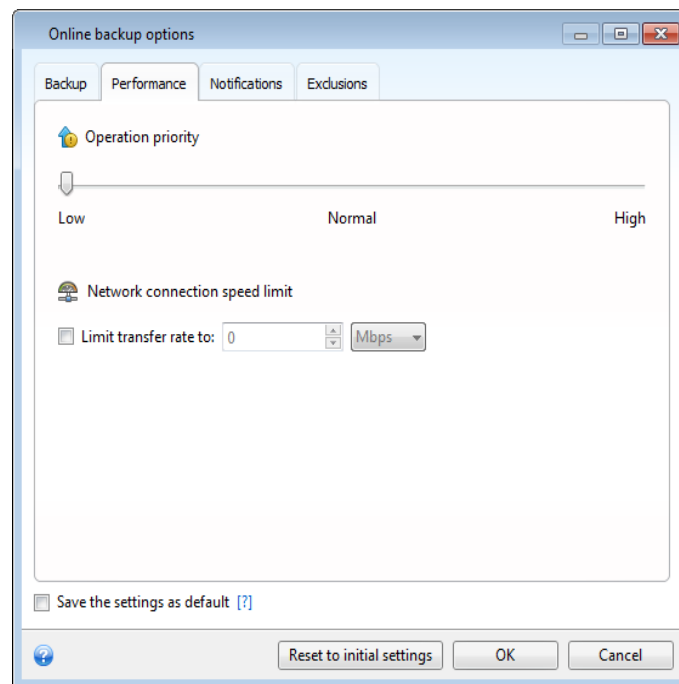 Online backup options
Backup Performance Notifications Exclusions
Operation priority
Low Normal High
Network connection speed limit
Limit transfer rate to: 0 Mbps
Save the settings as default [?]
? Reset to initial settings OK Cancel